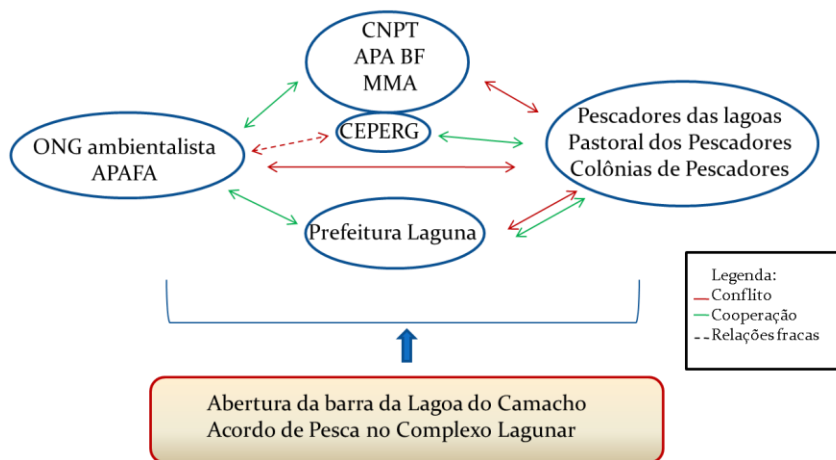 CNPT
APA BF
MMA
CEPERG
ONG ambientalista
APAFA
Pescadores das lagoas
Pastoral dos Pescadores
Colônias de Pescadores
Prefeitura Laguna
Legenda:
Conflito
Cooperação
Relações fracas
Abertura da barra da Lagoa do Camacho
Acordo de Pesca no Complexo Lagunar